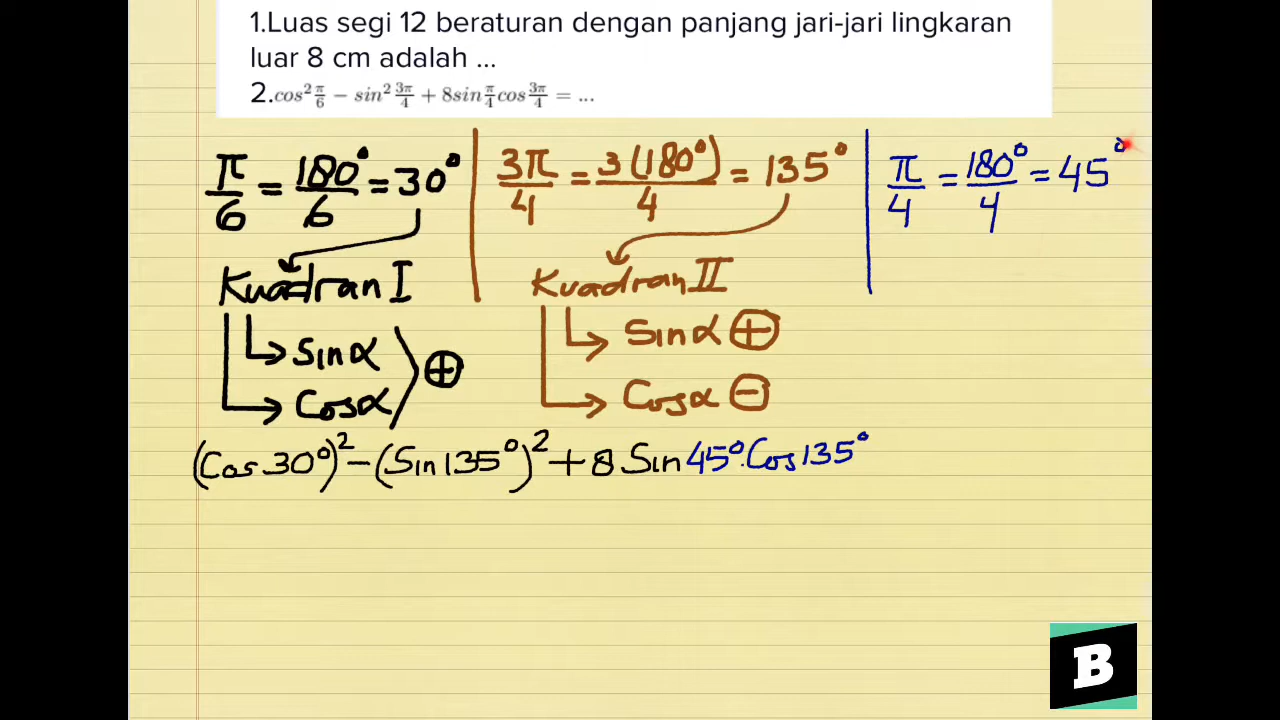 1.Luas segi 12 beraturan dengan panjang jari-jari lingkaran
luar 8 cm adalah ...
2.cos² π/6 − sin² 3π/4 + 8sin π/4 cos 3π/4 = ...
π/6 = 180°/6 = 30°
Kuadran I
Sin α
Cos α
+
3π/4 = 3(180°)/4 = 135°
Kuadran II
Sin α +
Cos α −
π/4 = 180°/4 = 45°
(Cos 30°)² − (Sin 135°)² + 8 Sin 45°. Cos 135°
B